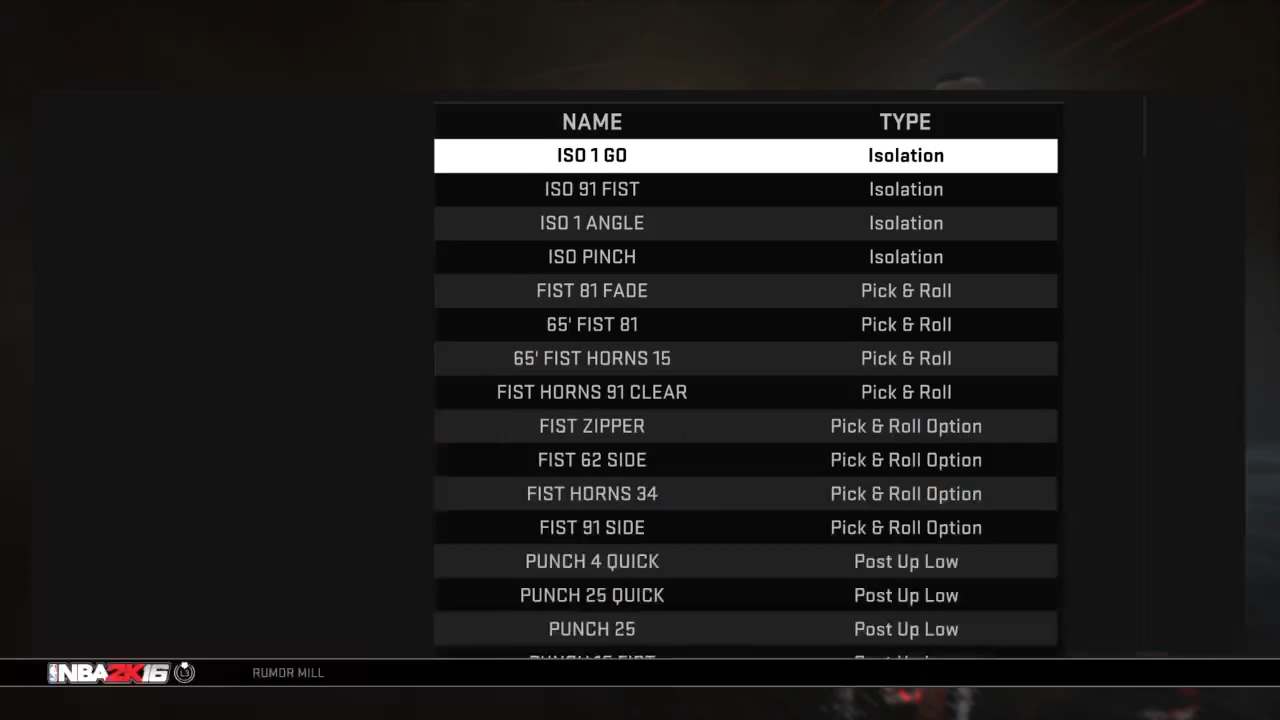 NAME TYPE
ISO 1 GO Isolation
ISO 91 FIST Isolation
ISO 1 ANGLE Isolation
ISO PINCH Isolation
FIST 81 FADE Pick & Roll
65' FIST 81 Pick & Roll
65' FIST HORNS 15 Pick & Roll
FIST HORNS 91 CLEAR Pick & Roll
FIST ZIPPER Pick & Roll Option
FIST 62 SIDE Pick & Roll Option
FIST HORNS 34 Pick & Roll Option
FIST 91 SIDE Pick & Roll Option
PUNCH 4 QUICK Post Up Low
PUNCH 25 QUICK Post Up Low
PUNCH 25 Post Up Low
NBA2K16 L3 RUMOR MILL